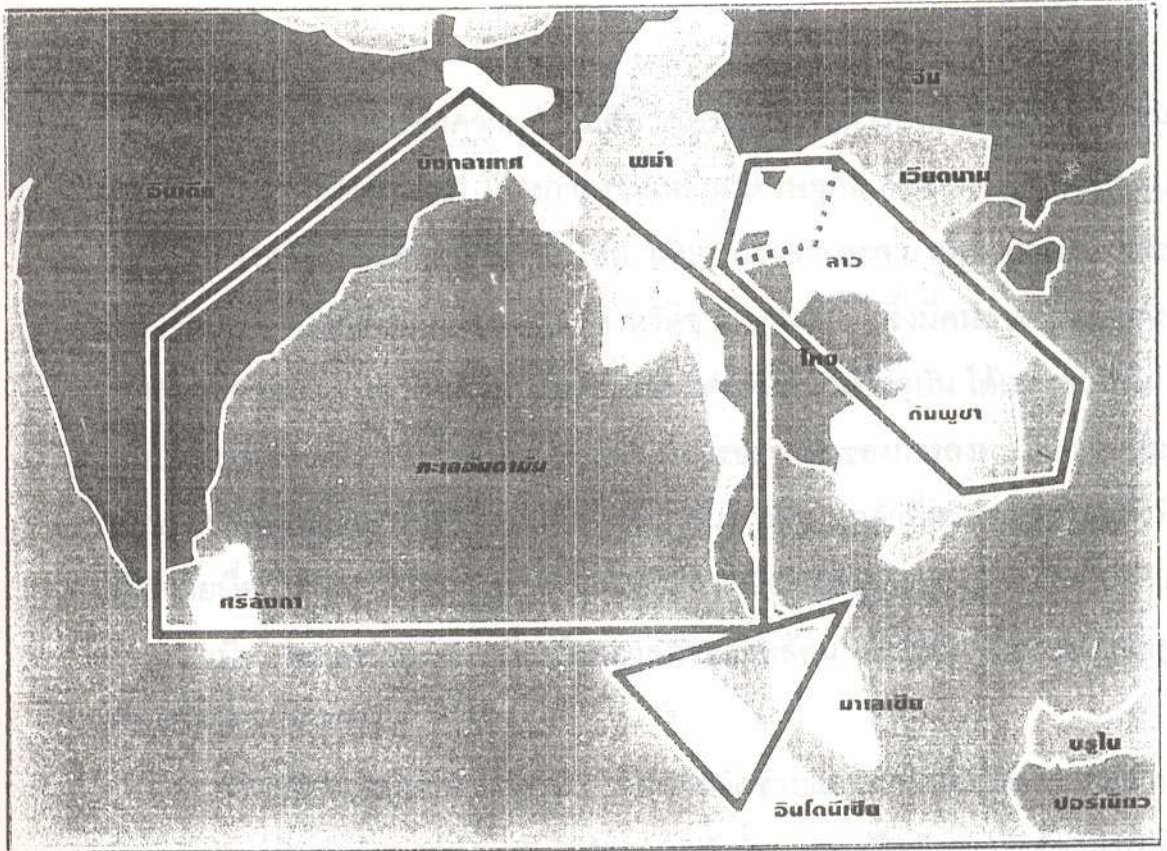 จีน
บังกลาเทศ
พม่า
เวียดนาม
อินเดีย
ลาว
ไทย
กัมพูชา
ทะเลอันดามัน
ศรีลังกา
มาเลเซีย
บรูไน
อินโดนีเซีย
บอร์เนียว